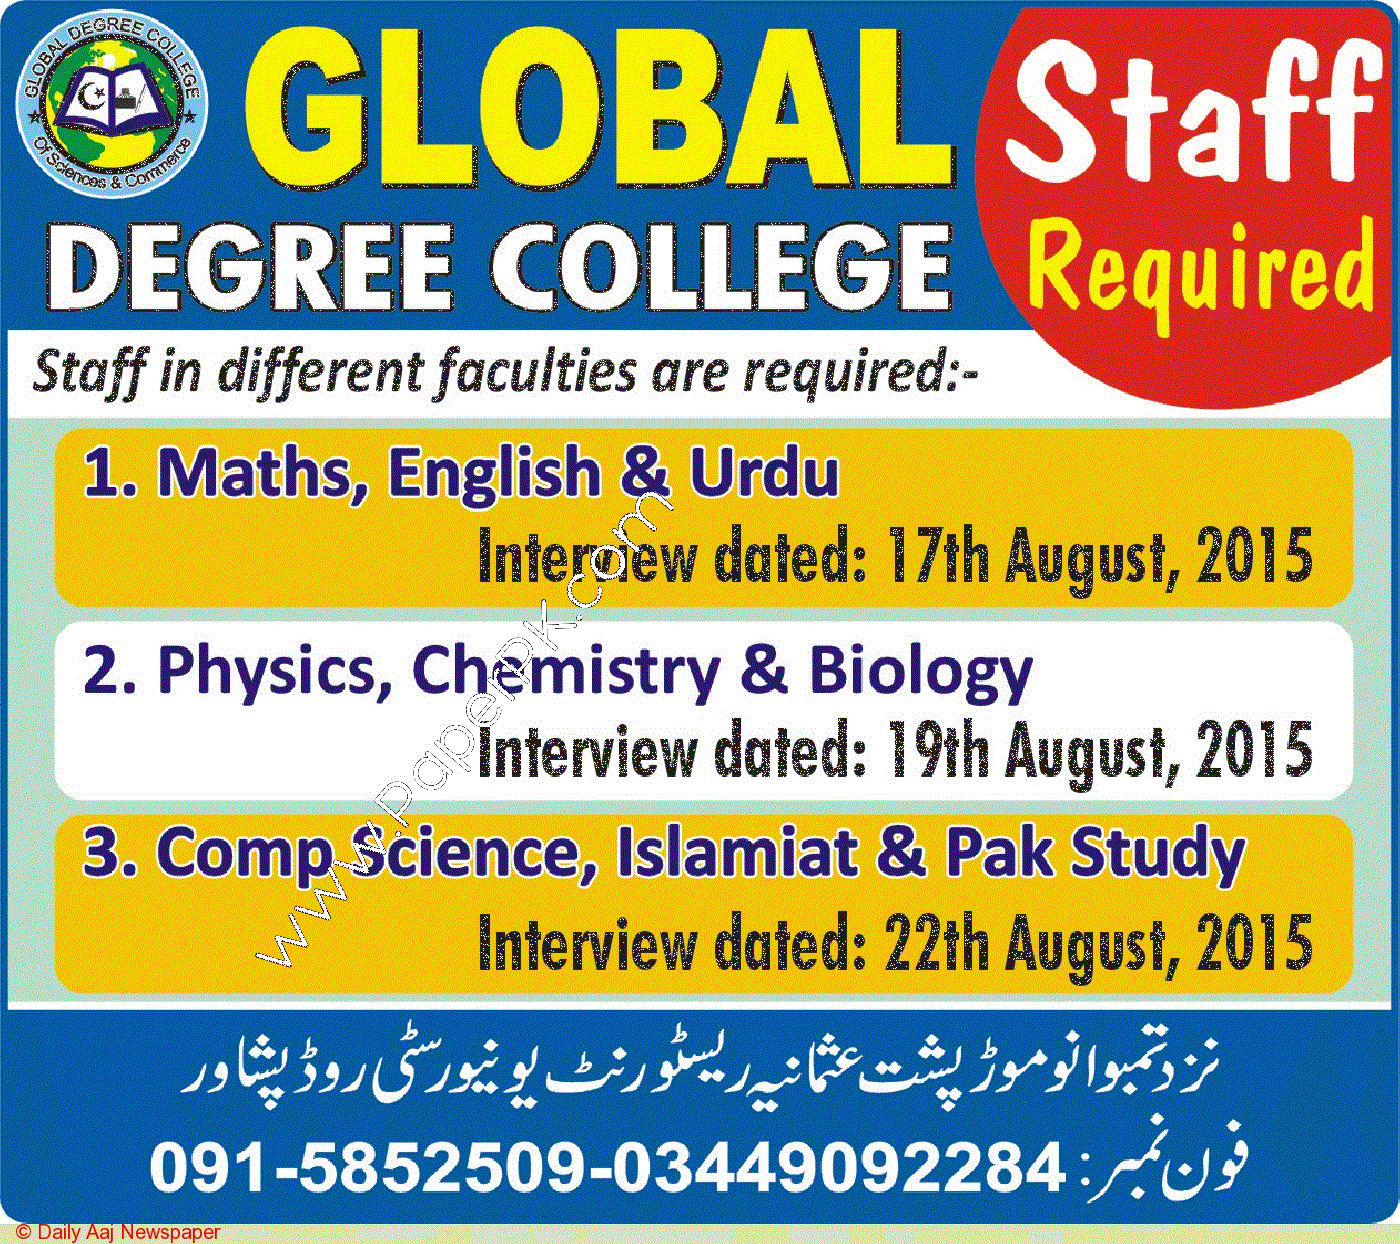 GLOBAL DEGREE COLLEGE
Of Sciences & Commerce
GLOBAL
DEGREE COLLEGE
Staff
Required
Staff in different faculties are required:-
1. Maths, English & Urdu
Interview dated: 17th August, 2015
2. Physics, Chemistry & Biology
Interview dated: 19th August, 2015
3. Comp Science, Islamiat & Pak Study
Interview dated: 22th August, 2015
www.PaperPk.com
نزد تمبوانو موڑ پشت عثمانیہ ریسٹورنٹ یونیورسٹی روڈ پشاور
فون نمبر: 091-5852509-03449092284
© Daily Aaj Newspaper